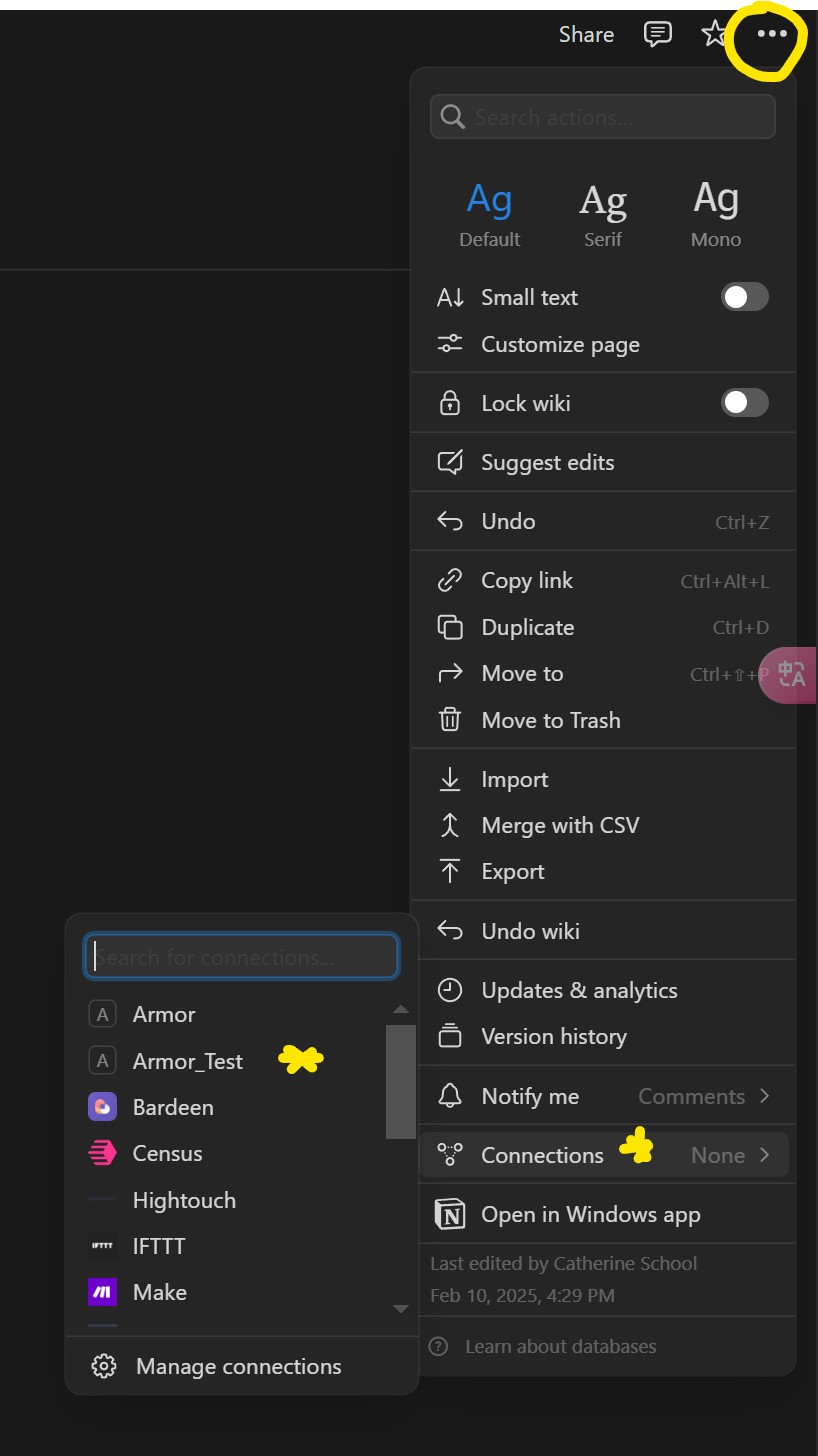 Share
Search actions...
Ag Ag Ag
Default Serif Mono
Small text
Customize page
Lock wiki
Suggest edits
Undo Ctrl+Z
Copy link Ctrl+Alt+L
Duplicate Ctrl+D
Move to Ctrl+⇧+P
中A
Move to Trash
Import
Merge with CSV
Export
Undo wiki
Updates & analytics
Version history
Notify me Comments
Connections None
Open in Windows app
Last edited by Catherine School
Feb 10, 2025, 4:29 PM
Learn about databases
Search for connections...
A Armor
A Armor_Test
Bardeen
Census
Hightouch
IFTTT IFTTT
Make
Manage connections